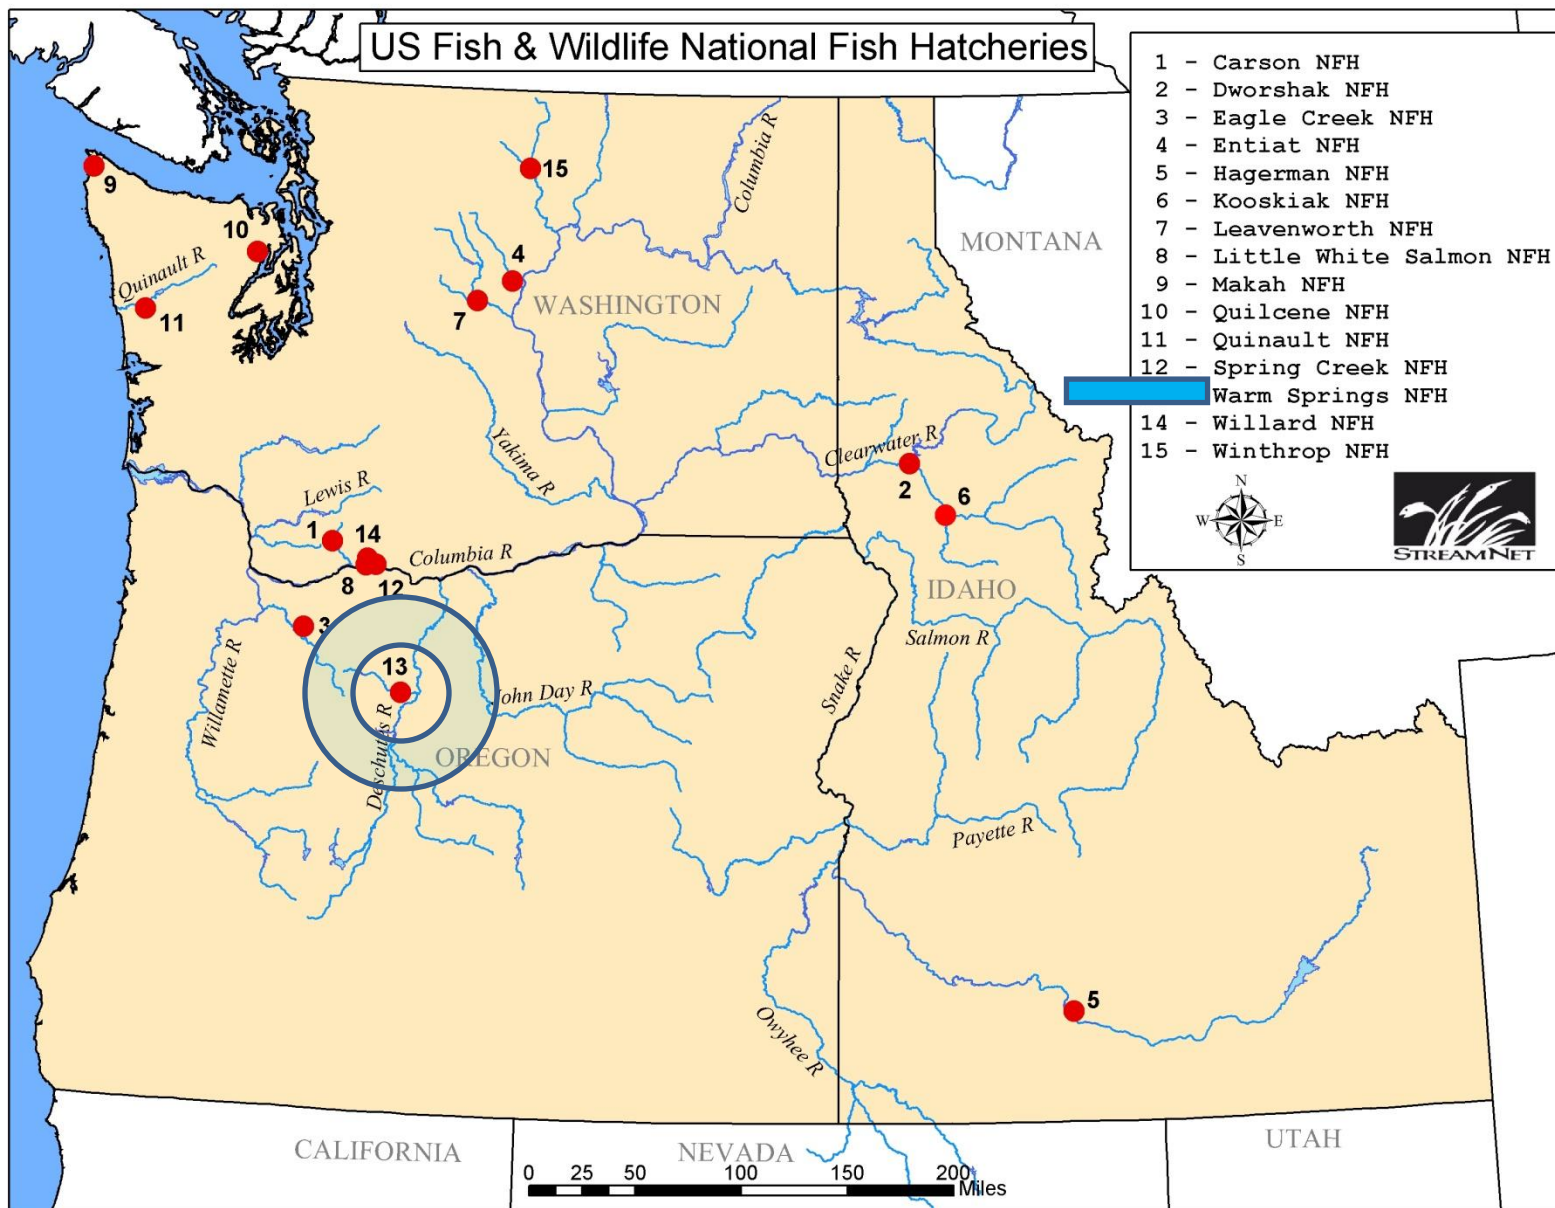 US Fish & Wildlife National Fish Hatcheries
1 - Carson NFH
2 - Dworshak NFH
3 - Eagle Creek NFH
4 - Entiat NFH
5 - Hagerman NFH
6 - Kooskiak NFH
7 - Leavenworth NFH
8 - Little White Salmon NFH
9 - Makah NFH
10 - Quilcene NFH
11 - Quinault NFH
12 - Spring Creek NFH
Warm Springs NFH
14 - Willard NFH
15 - Winthrop NFH
N
W E
S
STREAMNET
9
15
Columbia R
10
MONTANA
Quinault R
4
WASHINGTON
11
7
Yakima R
Clearwater R
2
6
Lewis R
1
14
Columbia R
8
12
IDAHO
3
Salmon R
Willamette R
13
John Day R
Snake R
Deschutes R
OREGON
Payette R
5
Owyhee R
CALIFORNIA
NEVADA
UTAH
0 25 50 100 150 200
Miles